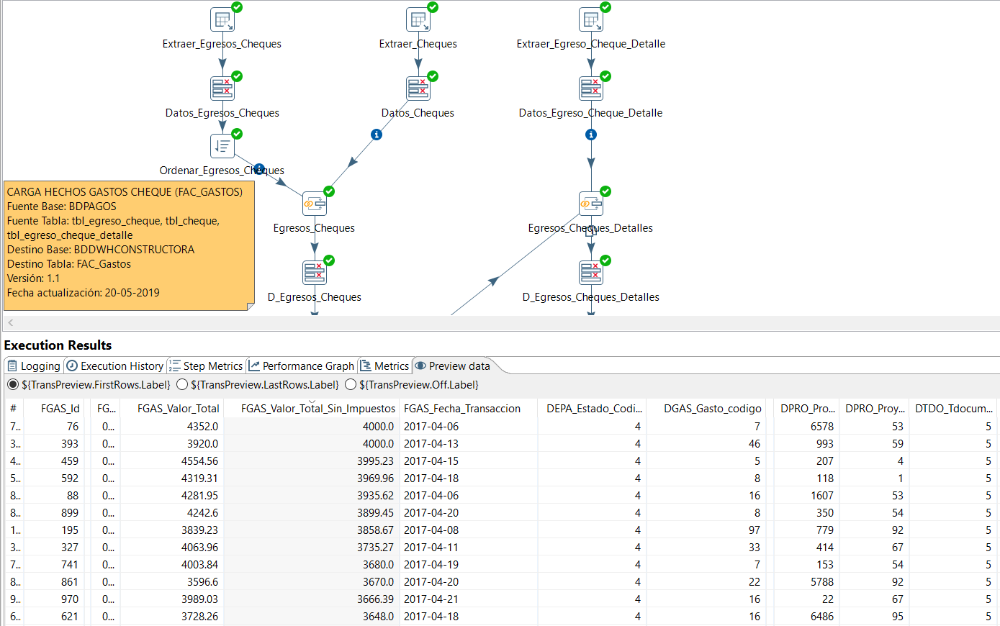 Extraer_Egresos_Cheques
Extraer_Cheques
Extraer_Egreso_Cheque_Detalle
Datos_Egresos_Cheques
Datos_Cheques
Datos_Egreso_Cheque_Detalle
Ordenar_Egresos_Cheques
CARGA HECHOS GASTOS CHEQUE (FAC_GASTOS)
Fuente Base: BDPAGOS
Fuente Tabla: tbl_egreso_cheque, tbl_cheque,
tbl_egreso_cheque_detalle
Destino Base: BDDWHCONSTRUCTORA
Destino Tabla: FAC_Gastos
Versión: 1.1
Fecha actualización: 20-05-2019
Egresos_Cheques
Egresos_Cheques_Detalles
D_Egresos_Cheques
D_Egresos_Cheques_Detalles
Execution Results
Logging Execution History Step Metrics Performance Graph Metrics Preview data
${TransPreview.FirstRows.Label} ${TransPreview.LastRows.Label} ${TransPreview.Off.Label}
# FGAS_Id FG... FGAS_Valor_Total FGAS_Valor_Total_Sin_Impuestos FGAS_Fecha_Transaccion DEPA_Estado_Codi... DGAS_Gasto_codigo DPRO_Pro... DPRO_Proy... DTDO_Tdocum...
7.. 76 0... 4352.0 4000.0 2017-04-06 4 7 6578 53 5
3.. 393 0... 3920.0 4000.0 2017-04-13 4 46 993 59 5
4.. 459 0... 4554.56 3995.23 2017-04-15 4 5 207 4 5
5.. 592 0... 4319.31 3969.96 2017-04-18 4 8 118 1 5
8.. 88 0... 4281.95 3935.62 2017-04-06 4 16 1607 53 5
8.. 899 0... 4242.6 3899.45 2017-04-20 4 8 350 54 5
1.. 195 0... 3839.23 3858.67 2017-04-08 4 97 779 92 5
3.. 327 0... 4063.96 3735.27 2017-04-11 4 33 414 67 5
7.. 741 0... 4003.84 3680.0 2017-04-19 4 7 153 54 5
8.. 861 0... 3596.6 3670.0 2017-04-20 4 22 5788 92 5
9.. 970 0... 3989.03 3666.39 2017-04-21 4 16 22 67 5
6.. 621 0... 3728.26 3648.0 2017-04-18 4 16 6486 95 5